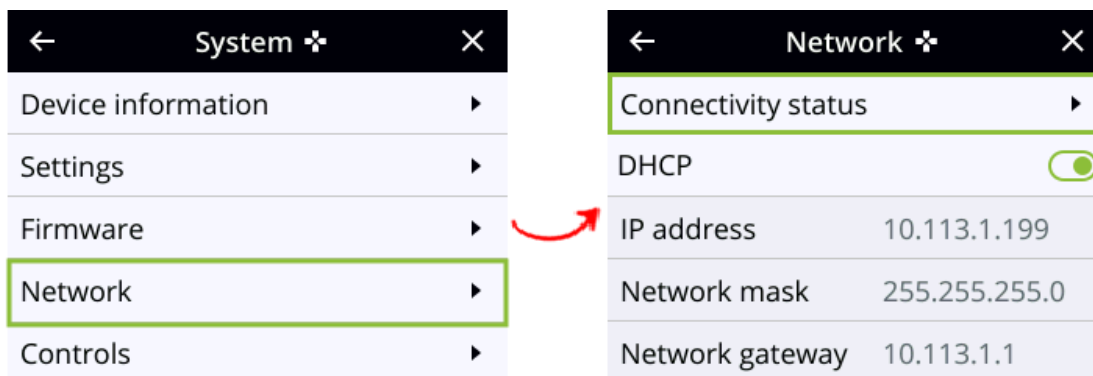 System
Device information
Settings
Firmware
Network
Controls
Network
Connectivity status
DHCP
IP address 10.113.1.199
Network mask 255.255.255.0
Network gateway 10.113.1.1